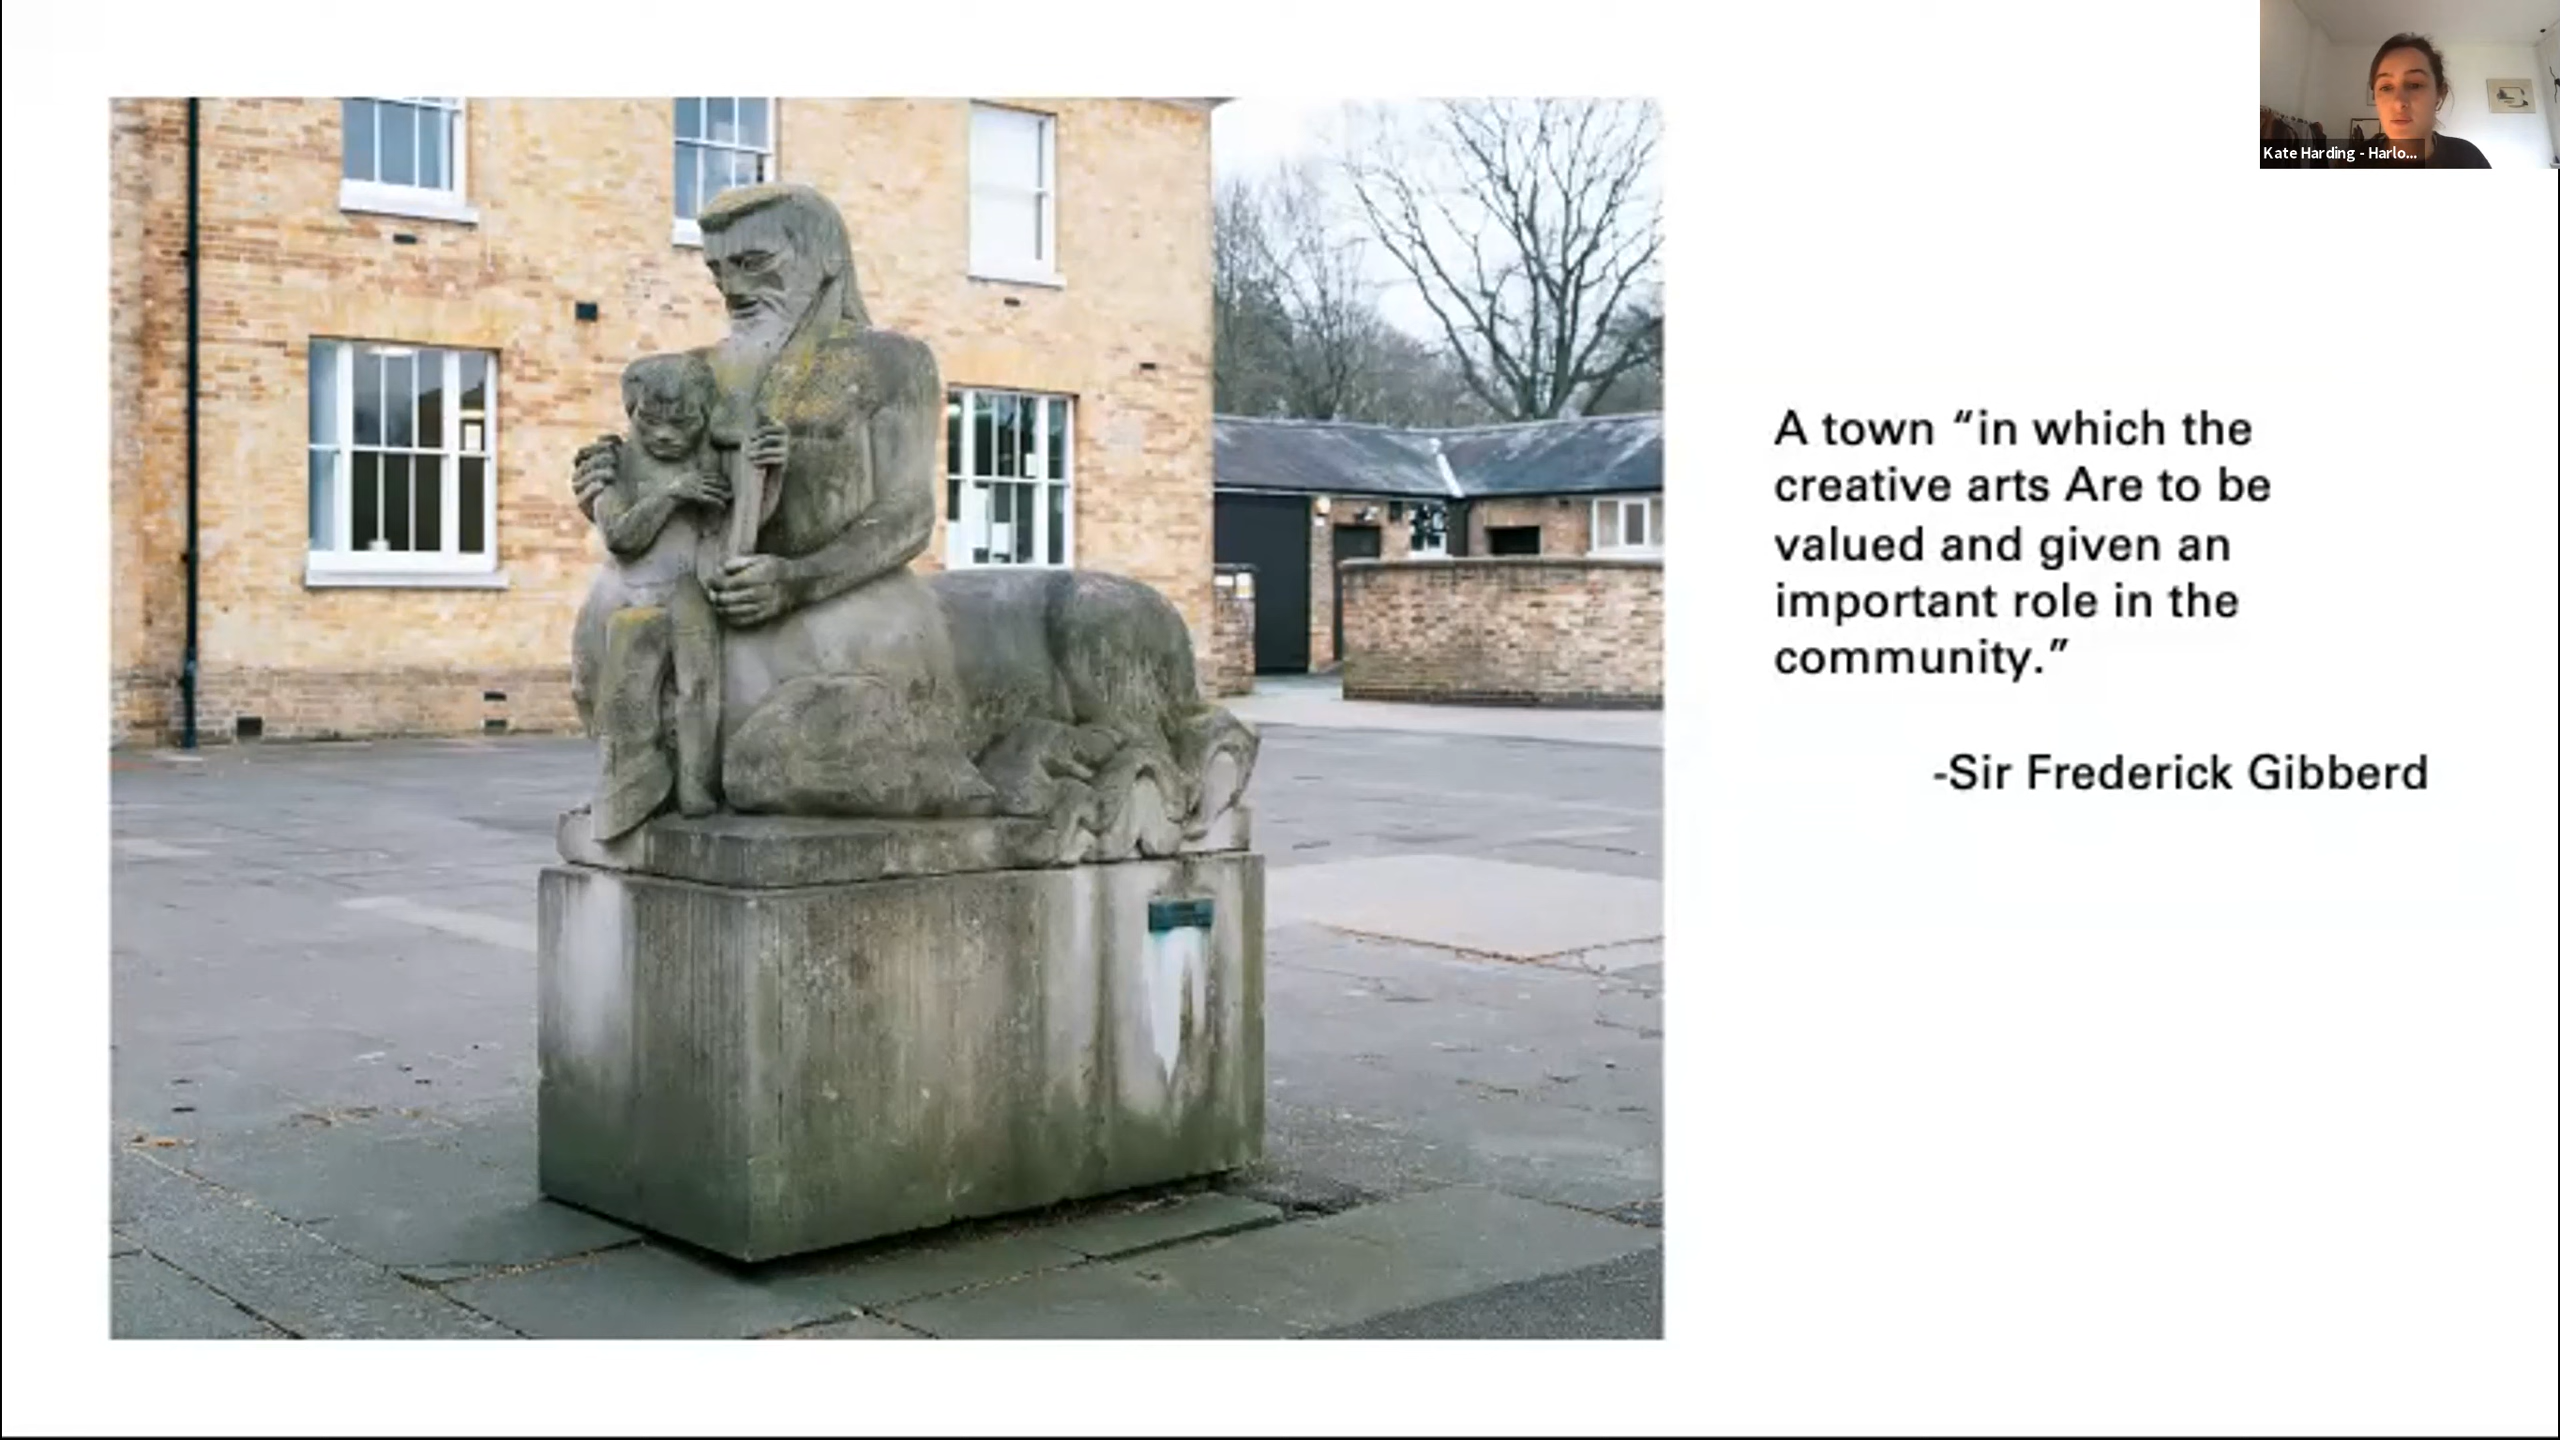 Kate Harding - Harlo...
A town “in which the
creative arts Are to be
valued and given an
important role in the
community.”
-Sir Frederick Gibberd